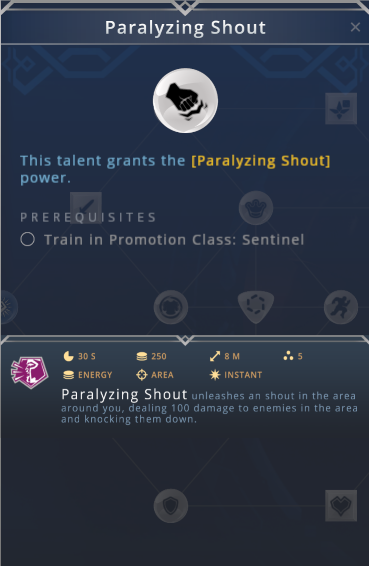 Paralyzing Shout
This talent grants the [Paralyzing Shout]
power.
PREREQUISITES
Train in Promotion Class: Sentinel
30 S 250 8 M 5
ENERGY AREA INSTANT
Paralyzing Shout unleashes an shout in the area
around you, dealing 100 damage to enemies in the area
and knocking them down.